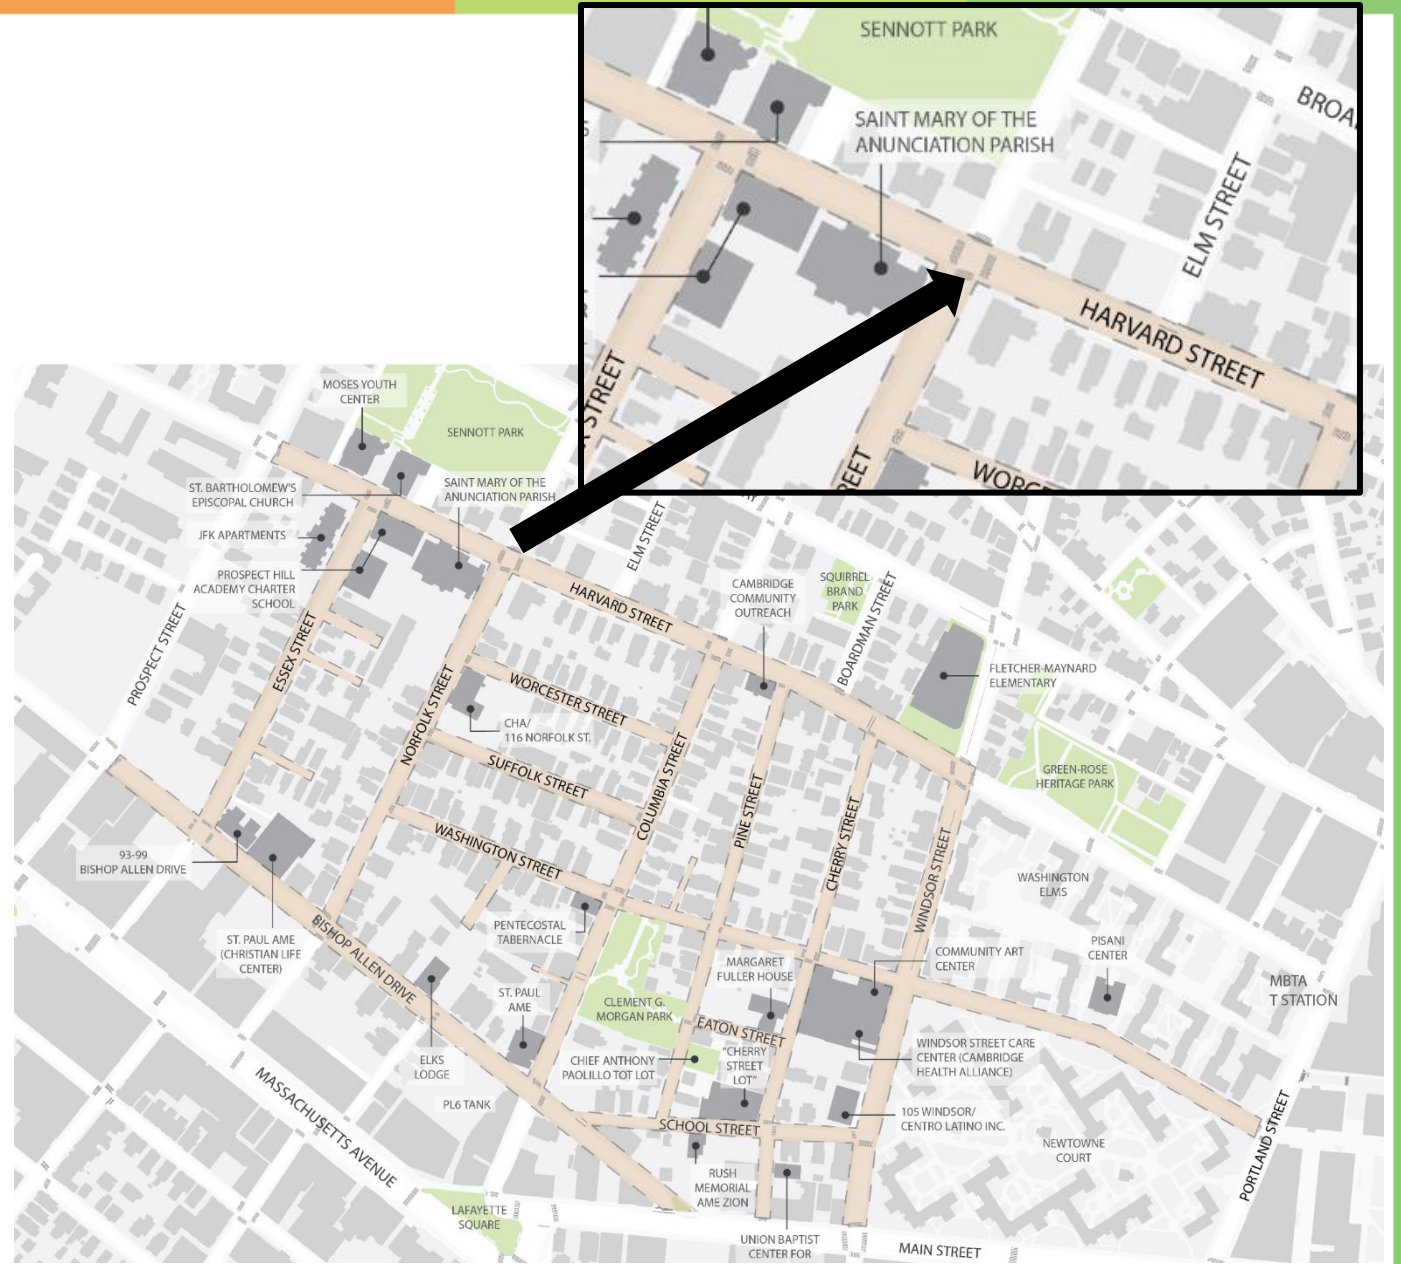 SENNOTT PARK
SAINT MARY OF THE
ANUNCIATION PARISH
ELM STREET
HARVARD STREET
MOSES YOUTH
CENTER
SENNOTT PARK
ST. BARTHOLOMEW'S
EPISCOPAL CHURCH
SAINT MARY OF THE
ANUNCIATION PARISH
JFK APARTMENTS
PROSPECT HILL
ACADEMY CHARTER
SCHOOL
ELM STREET
HARVARD STREET
CAMBRIDGE
COMMUNITY
OUTREACH
SQUIRREL
BRAND
PARK
BOARDMAN STREET
PROSPECT STREET
ESSEX STREET
FLETCHER-MAYNARD
ELEMENTARY
NORFOLK STREET
WORCESTER STREET
CHA/
116 NORFOLK ST.
SUFFOLK STREET
COLUMBIA STREET
GREEN-ROSE
HERITAGE PARK
PINE STREET
CHERRY STREET
WINDSOR STREET
WASHINGTON STREET
93-99
BISHOP ALLEN DRIVE
WASHINGTON
ELMS
PENTECOSTAL
TABERNACLE
ST. PAUL AME
(CHRISTIAN LIFE
CENTER)
BISHOP ALLEN DRIVE
COMMUNITY ART
CENTER
PISANI
CENTER
MARGARET
FULLER HOUSE
MBTA
T STATION
ST. PAUL
AME
CLEMENT G.
MORGAN PARK
EATON STREET
ELKS
LODGE
CHIEF ANTHONY
PAOLILLO TOT LOT
"CHERRY
STREET
LOT"
WINDSOR STREET CARE
CENTER (CAMBRIDGE
HEALTH ALLIANCE)
PL6 TANK
105 WINDSOR/
CENTRO LATINO INC.
MASSACHUSETTS AVENUE
SCHOOL STREET
NEWTOWNE
COURT
PORTLAND STREET
RUSH
MEMORIAL
AME ZION
LAFAYETTE
SQUARE
UNION BAPTIST
CENTER FOR
MAIN STREET